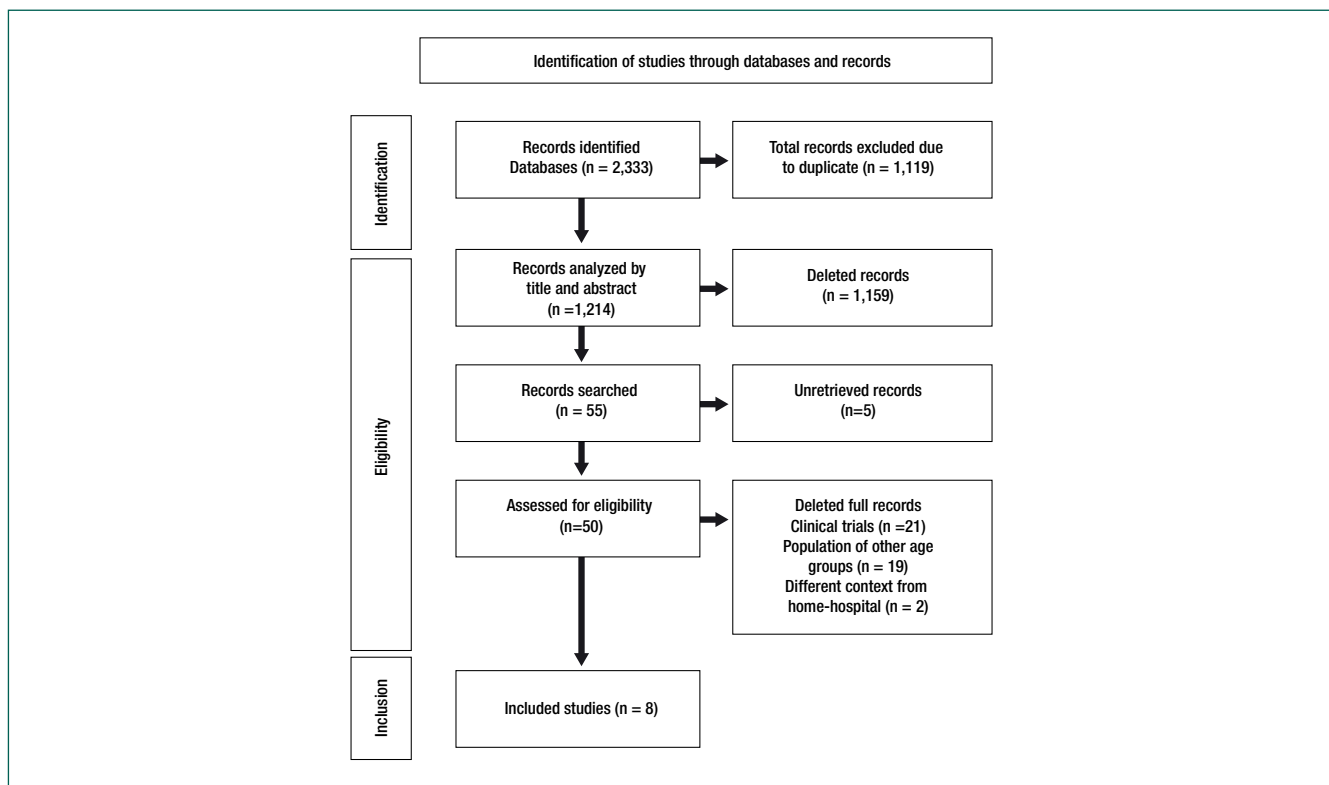 Identification of studies through databases and records
Identification
Records identified
Databases (n = 2,333)
Total records excluded due
to duplicate (n = 1,119)
Eligibility
Records analyzed by
title and abstract
(n =1,214)
Deleted records
(n = 1,159)
Records searched
(n = 55)
Unretrieved records
(n=5)
Assessed for eligibility
(n=50)
Deleted full records
Clinical trials (n =21)
Population of other age
groups (n = 19)
Different context from
home-hospital (n = 2)
Inclusion
Included studies (n = 8)